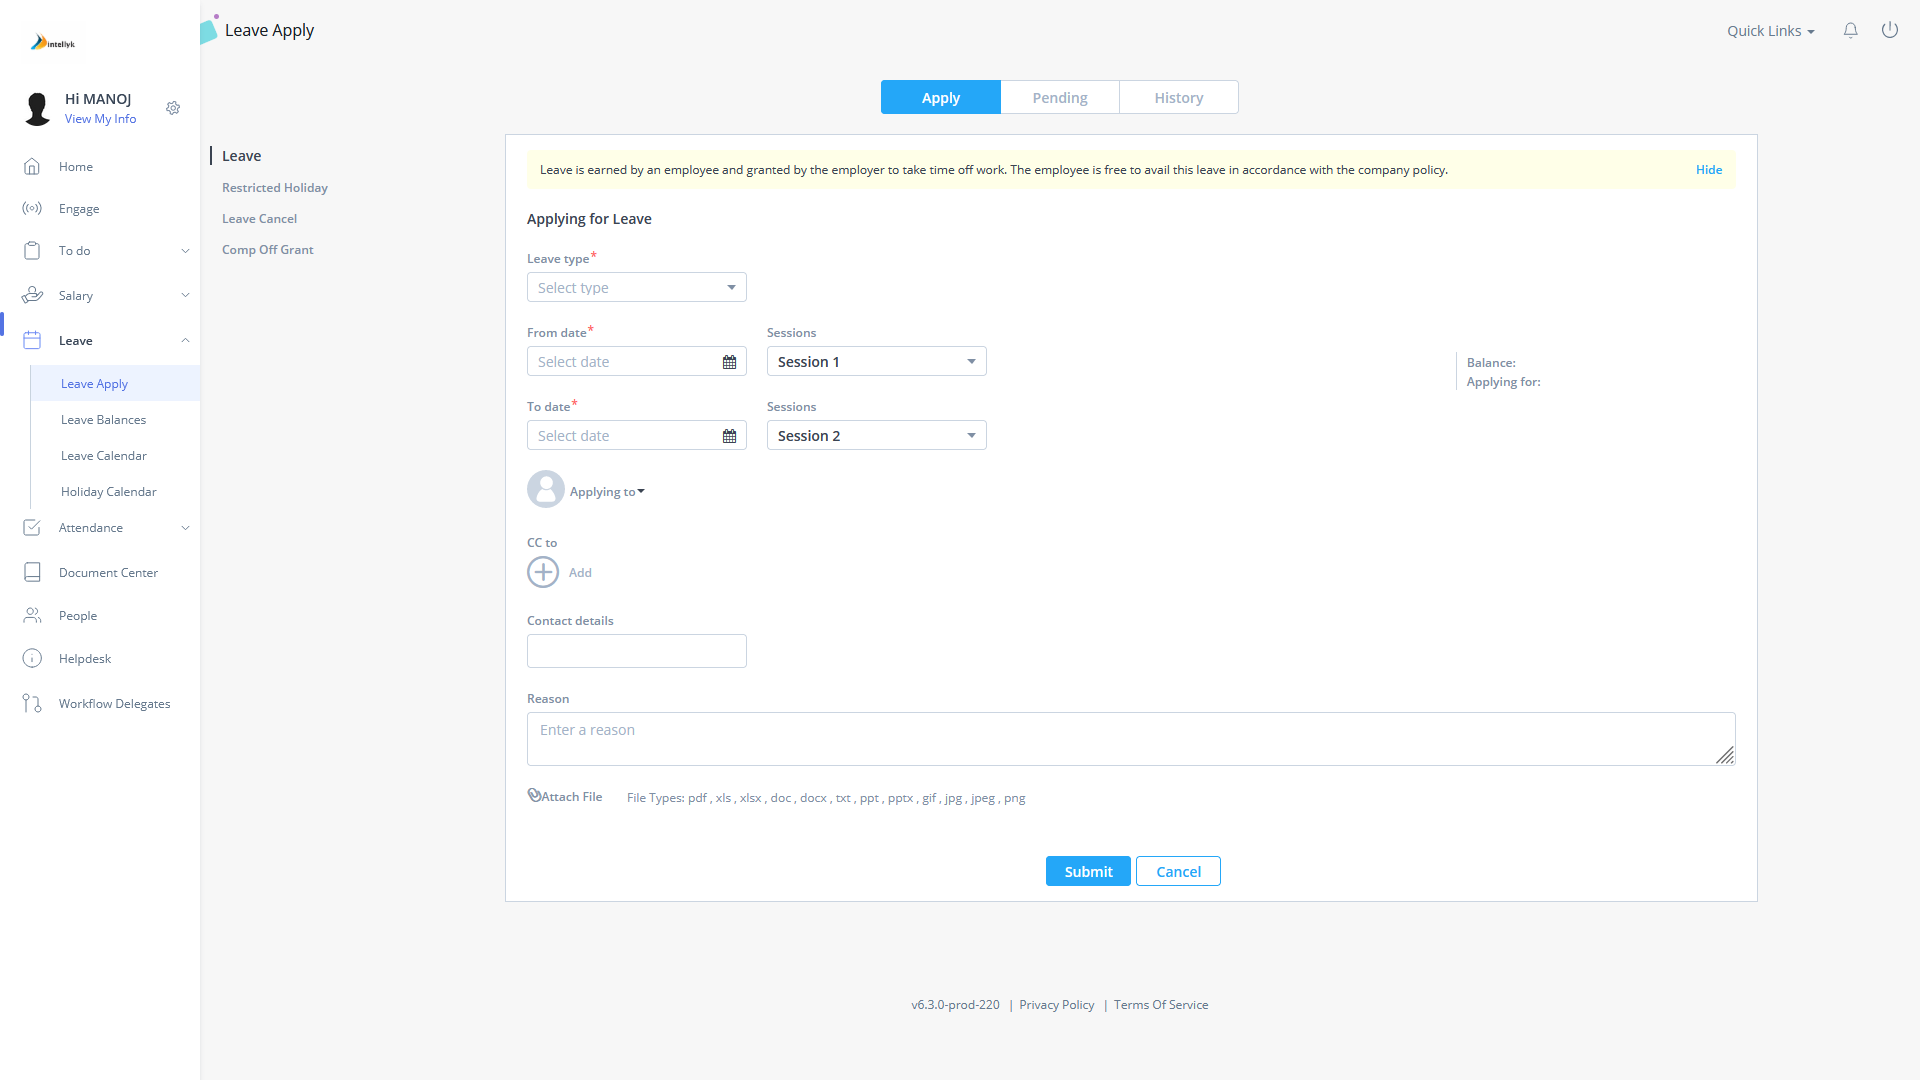 intellyk
Leave Apply
Quick Links
Hi MANOJ
View My Info
Home
Engage
To do
Salary
Leave
Leave Apply
Leave Balances
Leave Calendar
Holiday Calendar
Attendance
Document Center
People
Helpdesk
Workflow Delegates
Leave
Restricted Holiday
Leave Cancel
Comp Off Grant
Apply
Pending
History
Leave is earned by an employee and granted by the employer to take time off work. The employee is free to avail this leave in accordance with the company policy.
Hide
Applying for Leave
Leave type*
Select type
From date*
Sessions
Select date
Session 1
Balance:
Applying for:
To date*
Sessions
Select date
Session 2
Applying to
CC to
Add
Contact details
Reason
Enter a reason
Attach File
File Types: pdf , xls , xlsx , doc , docx , txt , ppt , pptx , gif , jpg , jpeg , png
Submit
Cancel
v6.3.0-prod-220 | Privacy Policy | Terms Of Service